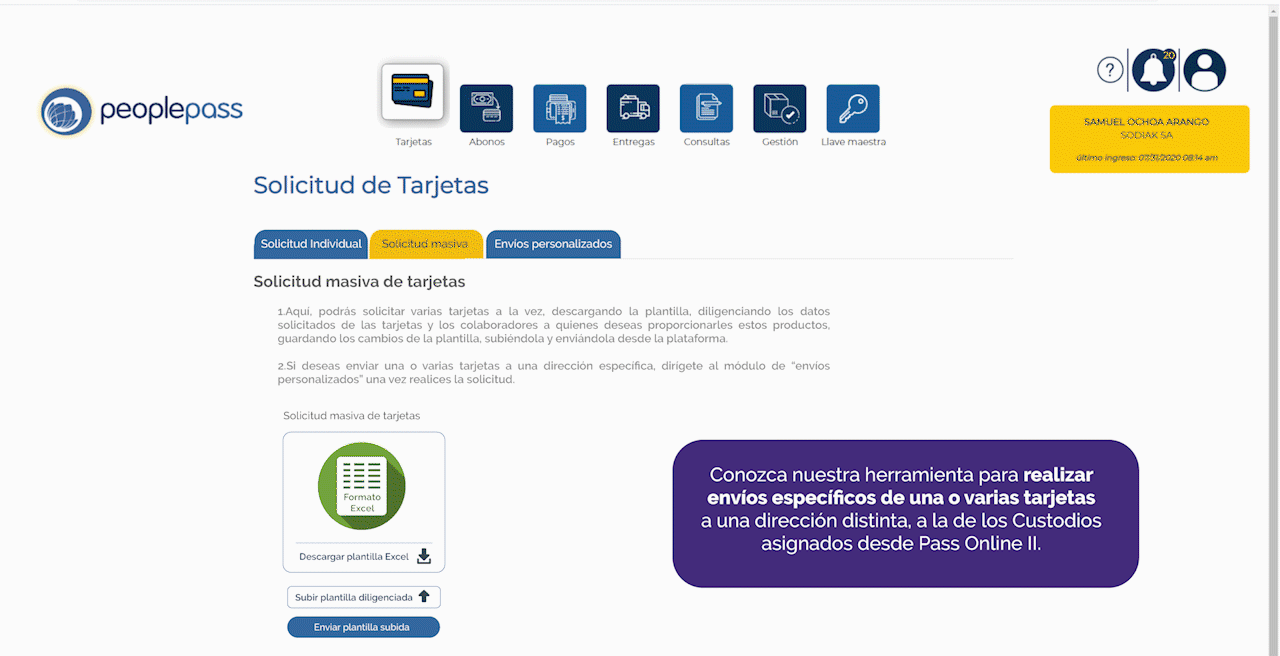 ?
20
peoplepass
Tarjetas
Abonos
Pagos
Entregas
Consultas
Gestión
Llave maestra
SAMUEL OCHOA ARANGO
SODIAK SA
último ingreso: 07/31/2020 08:14 am
Solicitud de Tarjetas
Solicitud Individual
Solicitud masiva
Envíos personalizados
Solicitud masiva de tarjetas
1.Aquí, podrás solicitar varias tarjetas a la vez, descargando la plantilla, diligenciando los datos
solicitados de las tarjetas y los colaboradores a quienes deseas proporcionarles estos productos,
guardando los cambios de la plantilla, subiéndola y enviándola desde la plataforma.
2.Si deseas enviar una o varias tarjetas a una dirección específica, dirígete al módulo de “envíos
personalizados” una vez realices la solicitud.
Solicitud masiva de tarjetas
Formato
Excel
Descargar plantilla Excel
Subir plantilla diligenciada
Enviar plantilla subida
Conozca nuestra herramienta para realizar
envíos específicos de una o varias tarjetas
a una dirección distinta, a la de los Custodios
asignados desde Pass Online II.